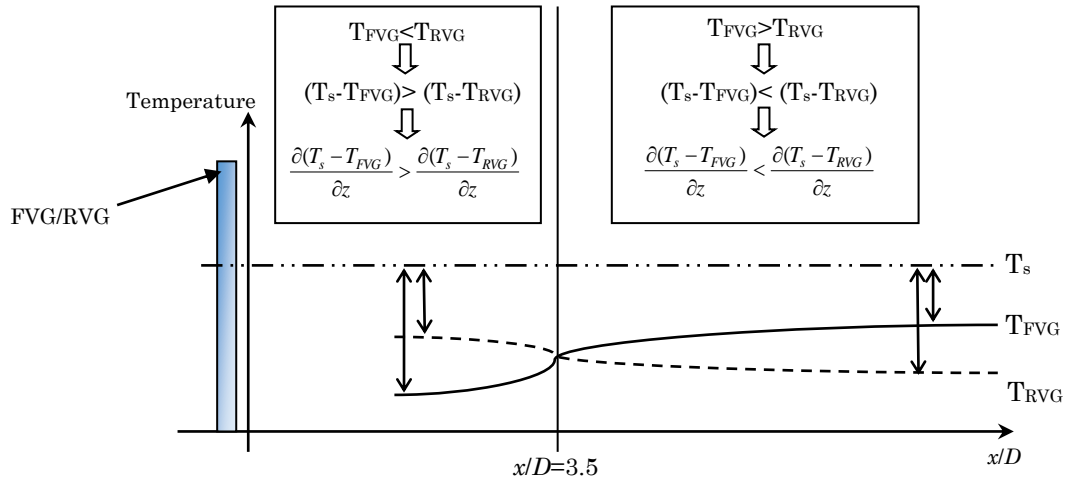 T_FVG<T_RVG
(T_s-T_FVG)> (T_s-T_RVG)
∂(T_s − T_FVG)/∂z > ∂(T_s − T_RVG)/∂z
T_FVG>T_RVG
(T_s-T_FVG)< (T_s-T_RVG)
∂(T_s − T_FVG)/∂z < ∂(T_s − T_RVG)/∂z
Temperature
FVG/RVG
T_s
T_FVG
T_RVG
x/D=3.5
x/D